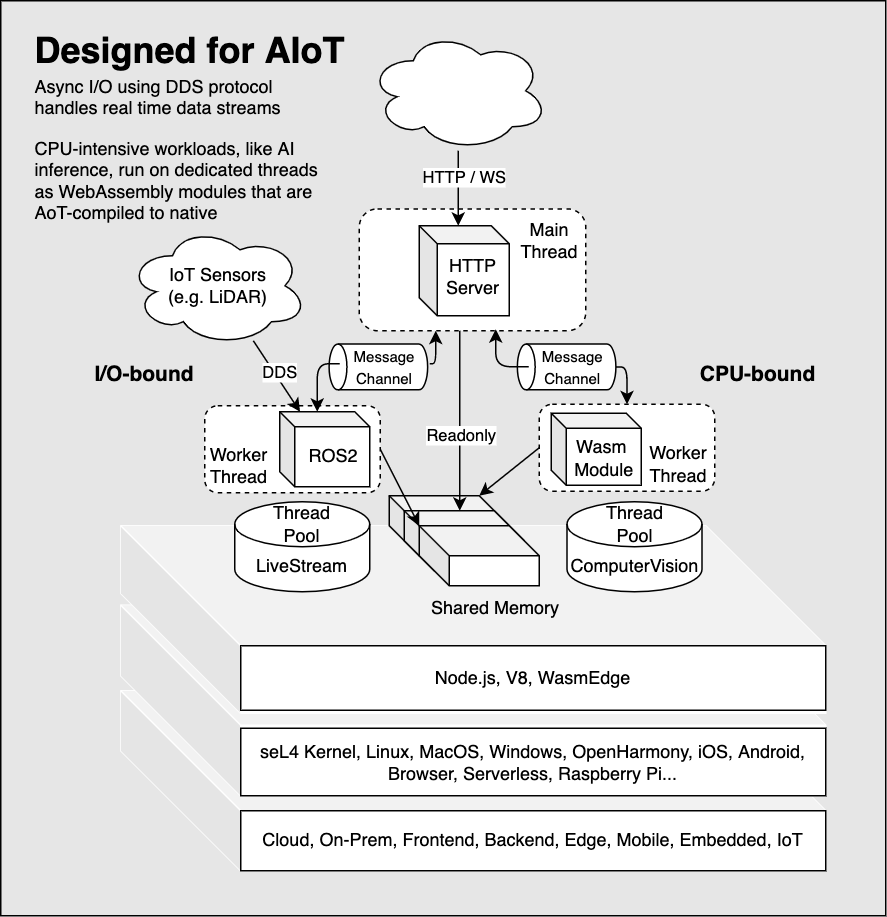 Designed for AIoT
Async I/O using DDS protocol
handles real time data streams
CPU-intensive workloads, like AI
inference, run on dedicated threads
as WebAssembly modules that are
AoT-compiled to native
HTTP / WS
Main
Thread
HTTP
Server
IoT Sensors
(e.g. LiDAR)
Message
Channel
Message
Channel
I/O-bound
DDS
CPU-bound
Readonly
Worker
Thread
ROS2
Wasm
Module
Worker
Thread
Thread
Pool
LiveStream
Thread
Pool
ComputerVision
Shared Memory
Node.js, V8, WasmEdge
seL4 Kernel, Linux, MacOS, Windows, OpenHarmony, iOS, Android,
Browser, Serverless, Raspberry Pi...
Cloud, On-Prem, Frontend, Backend, Edge, Mobile, Embedded, IoT